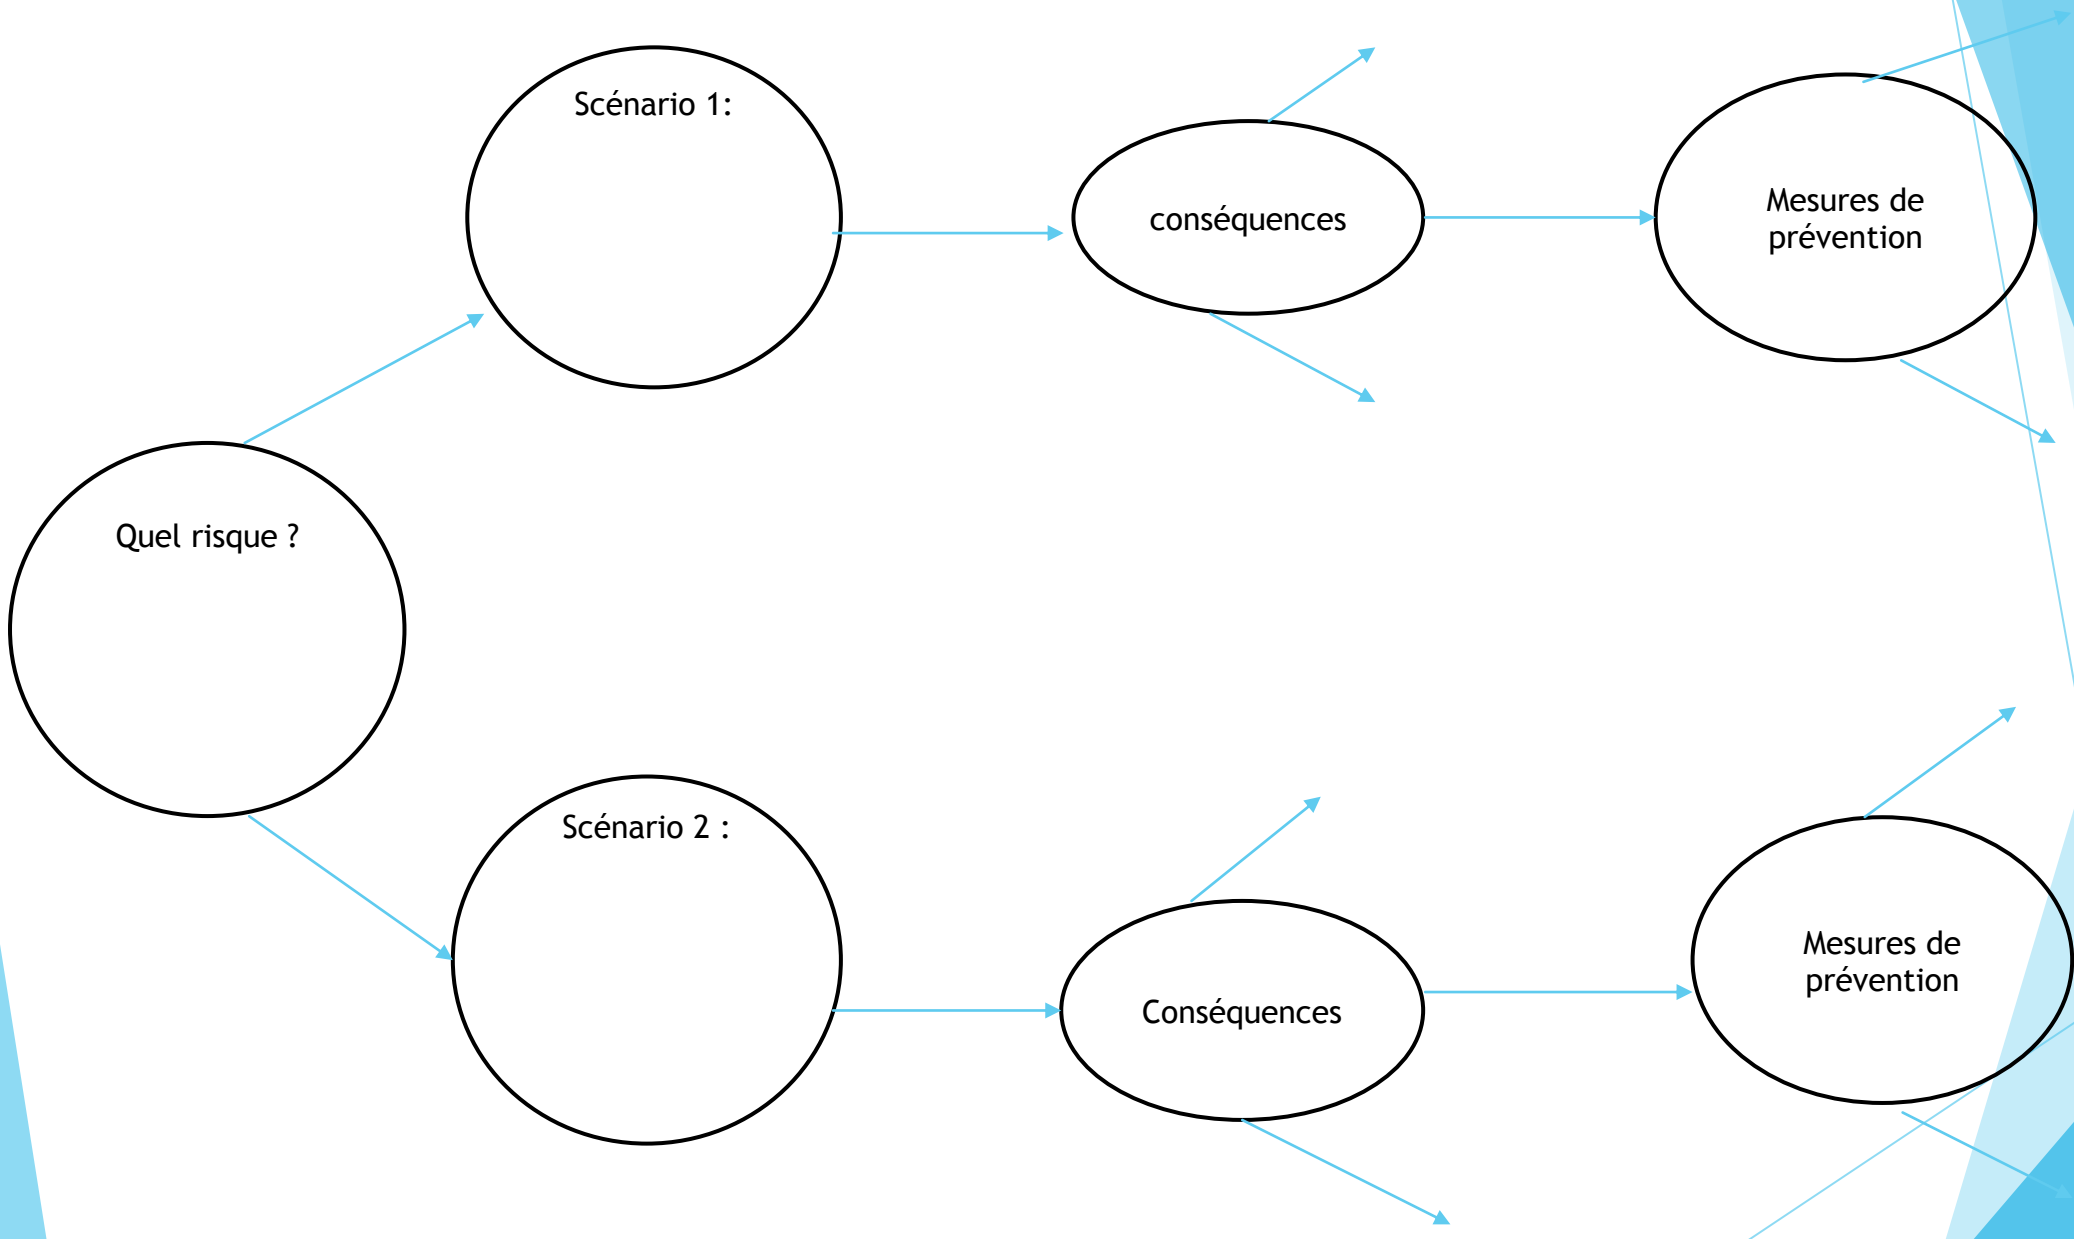 Scénario 1:
conséquences
Mesures de
prévention
Quel risque ?
Scénario 2 :
Conséquences
Mesures de
prévention